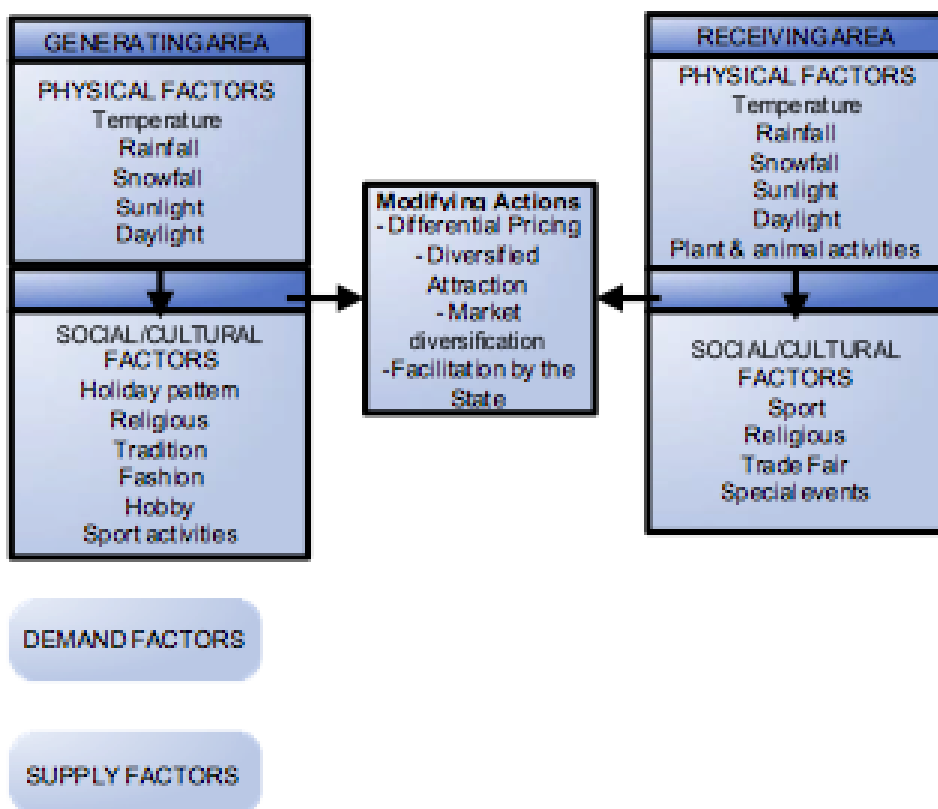 GENERATING AREA
PHYSICAL FACTORS
Temperature
Rainfall
Snowfall
Sunlight
Daylight
SOCIAL/CULTURAL
FACTORS
Holiday pattern
Religious
Tradition
Fashion
Hobby
Sport activities
Modifying Actions
- Differential Pricing
- Diversified
Attraction
- Market
diversification
-Facilitation by the
State
RECEIVING AREA
PHYSICAL FACTORS
Temperature
Rainfall
Snowfall
Sunlight
Daylight
Plant & animal activities
SOCIAL/CULTURAL
FACTORS
Sport
Religious
Trade Fair
Special events
DEMAND FACTORS
SUPPLY FACTORS